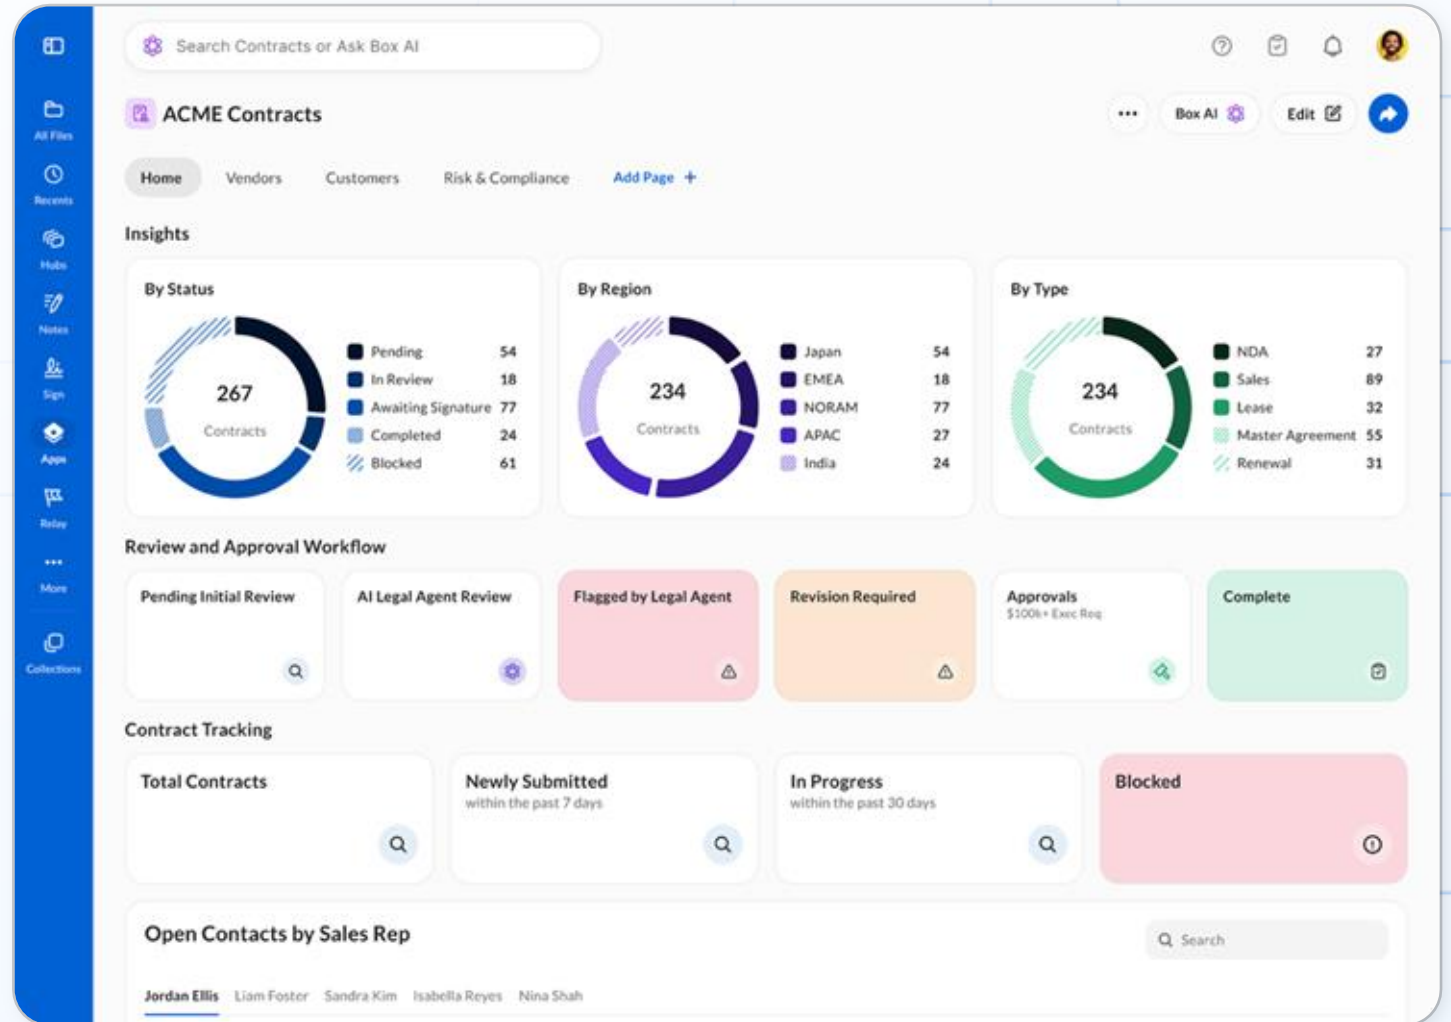 Search Contracts or Ask Box AI
ACME Contracts
Box AI
Edit
All Files
Recents
Hubs
Notes
Sign
Apps
Relay
More
Collections
Home
Vendors
Customers
Risk & Compliance
Add Page +
Insights
By Status
267
Contracts
Pending 54
In Review 18
Awaiting Signature 77
Completed 24
Blocked 61
By Region
234
Contracts
Japan 54
EMEA 18
NORAM 77
APAC 27
India 24
By Type
234
Contracts
NDA 27
Sales 89
Lease 32
Master Agreement 55
Renewal 31
Review and Approval Workflow
Pending Initial Review
AI Legal Agent Review
Flagged by Legal Agent
Revision Required
Approvals
$100k+ Exec Req
Complete
Contract Tracking
Total Contracts
Newly Submitted
within the past 7 days
In Progress
within the past 30 days
Blocked
Open Contacts by Sales Rep
Search
Jordan Ellis
Liam Foster
Sandra Kim
Isabella Reyes
Nina Shah